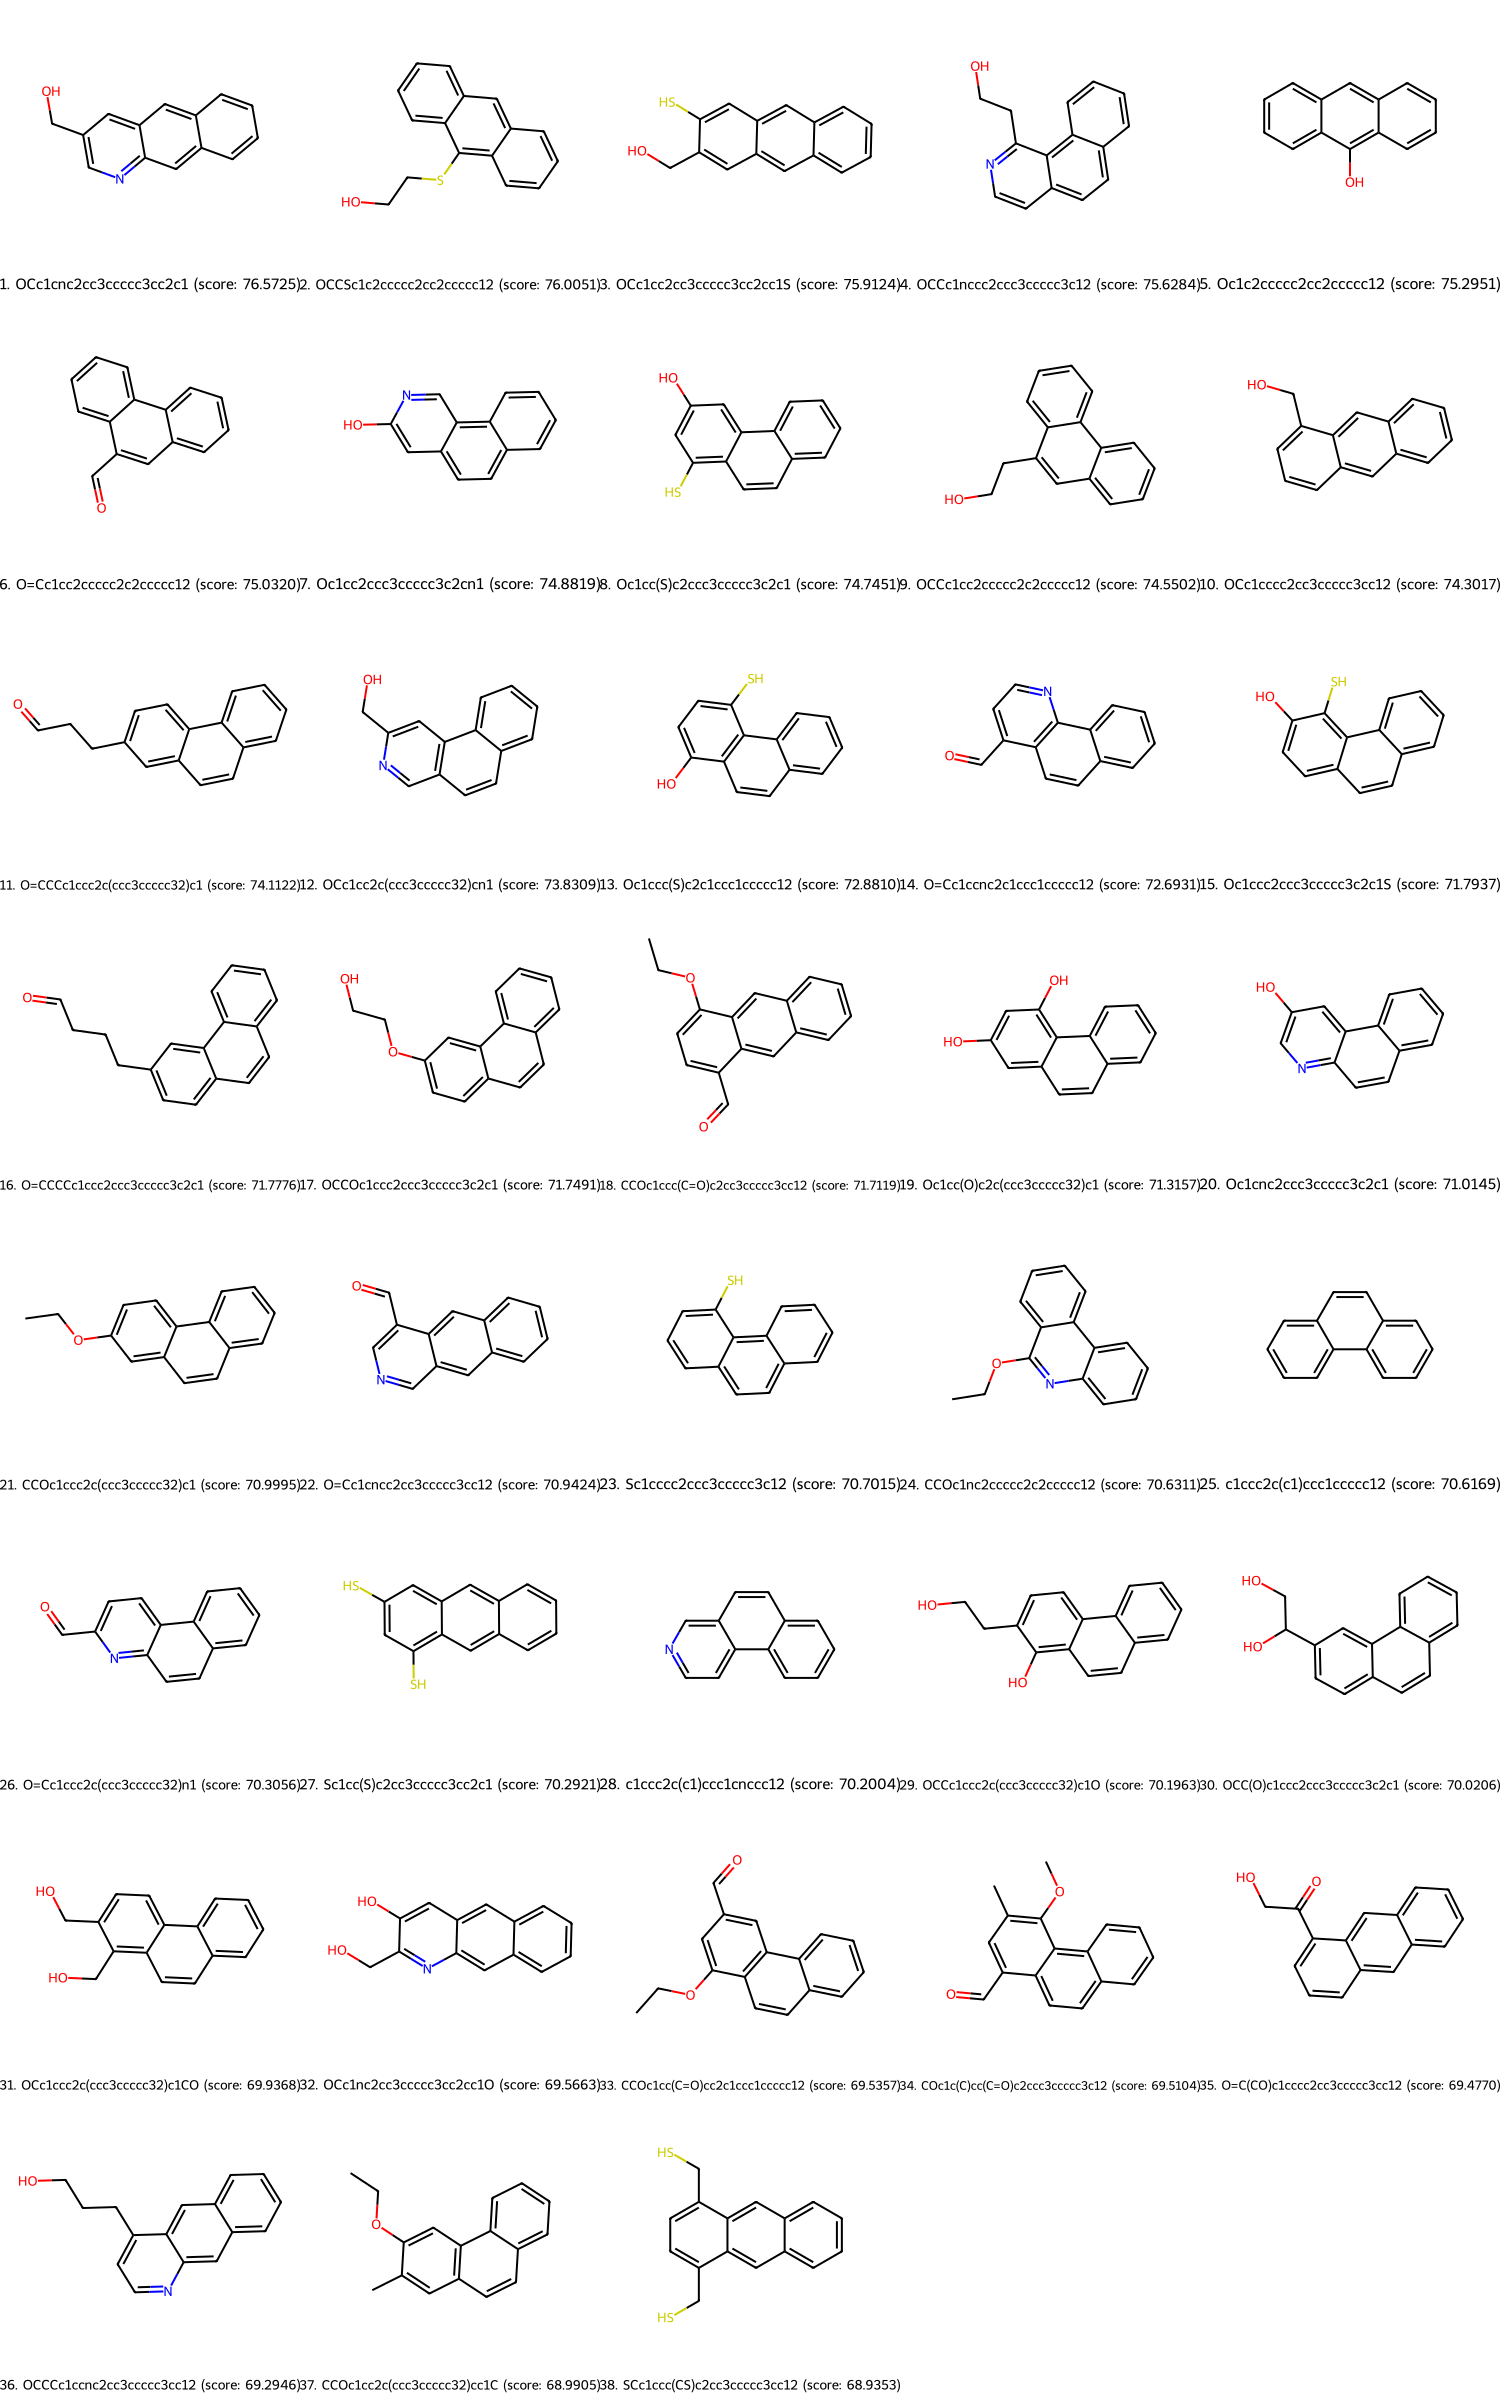 OH
N
S
HO
HS
HO
OH
N
OH
1. OCc1cnc2cc3ccccc3cc2c1 (score: 76.5725)
2. OCCSc1c2ccccc2cc2ccccc12 (score: 76.0051)
3. OCc1cc2cc3ccccc3cc2cc1S (score: 75.9124)
4. OCCc1nccc2ccc3ccccc3c12 (score: 75.6284)
5. Oc1c2ccccc2cc2ccccc12 (score: 75.2951)
O
N
HO
HO
HS
HO
HO
6. O=Cc1cc2ccccc2c2ccccc12 (score: 75.0320)
7. Oc1cc2ccc3ccccc3c2cn1 (score: 74.8819)
8. Oc1cc(S)c2ccc3ccccc3c2c1 (score: 74.7451)
9. OCCc1cc2ccccc2c2ccccc12 (score: 74.5502)
10. OCc1cccc2cc3ccccc3cc12 (score: 74.3017)
O
OH
N
SH
HO
N
O
HO
SH
11. O=CCCc1ccc2c(ccc3ccccc32)c1 (score: 74.1122)
12. OCc1cc2c(ccc3ccccc32)cn1 (score: 73.8309)
13. Oc1ccc(S)c2c1ccc1ccccc12 (score: 72.8810)
14. O=Cc1ccnc2c1ccc1ccccc12 (score: 72.6931)
15. Oc1ccc2ccc3ccccc3c2c1S (score: 71.7937)
O
OH
O
O
O
OH
HO
HO
N
16. O=CCCCc1ccc2ccc3ccccc3c2c1 (score: 71.7776)
17. OCCOc1ccc2ccc3ccccc3c2c1 (score: 71.7491)
18. CCOc1ccc(C=O)c2cc3ccccc3cc12 (score: 71.7119)
19. Oc1cc(O)c2c(ccc3ccccc32)c1 (score: 71.3157)
20. Oc1cnc2ccc3ccccc3c2c1 (score: 71.0145)
O
O
N
SH
O
N
21. CCOc1ccc2c(ccc3ccccc32)c1 (score: 70.9995)
22. O=Cc1cncc2cc3ccccc3cc12 (score: 70.9424)
23. Sc1cccc2ccc3ccccc3c12 (score: 70.7015)
24. CCOc1nc2ccccc2c2ccccc12 (score: 70.6311)
25. c1ccc2c(c1)ccc1ccccc12 (score: 70.6169)
O
N
HS
SH
N
HO
HO
HO
HO
26. O=Cc1ccc2c(ccc3ccccc32)n1 (score: 70.3056)
27. Sc1cc(S)c2cc3ccccc3cc2c1 (score: 70.2921)
28. c1ccc2c(c1)ccc1cnccc12 (score: 70.2004)
29. OCCc1ccc2c(ccc3ccccc32)c1O (score: 70.1963)
30. OCC(O)c1ccc2ccc3ccccc3c2c1 (score: 70.0206)
HO
HO
HO
HO
N
O
O
O
O
HO
O
31. OCc1ccc2c(ccc3ccccc32)c1CO (score: 69.9368)
32. OCc1nc2cc3ccccc3cc2cc1O (score: 69.5663)
33. CCOc1cc(C=O)cc2c1ccc1ccccc12 (score: 69.5357)
34. COc1c(C)cc(C=O)c2ccc3ccccc3c12 (score: 69.5104)
35. O=C(CO)c1cccc2cc3ccccc3cc12 (score: 69.4770)
HO
N
O
HS
HS
36. OCCCc1ccnc2cc3ccccc3cc12 (score: 69.2946)
37. CCOc1cc2c(ccc3ccccc32)cc1C (score: 68.9905)
38. SCc1ccc(CS)c2cc3ccccc3cc12 (score: 68.9353)